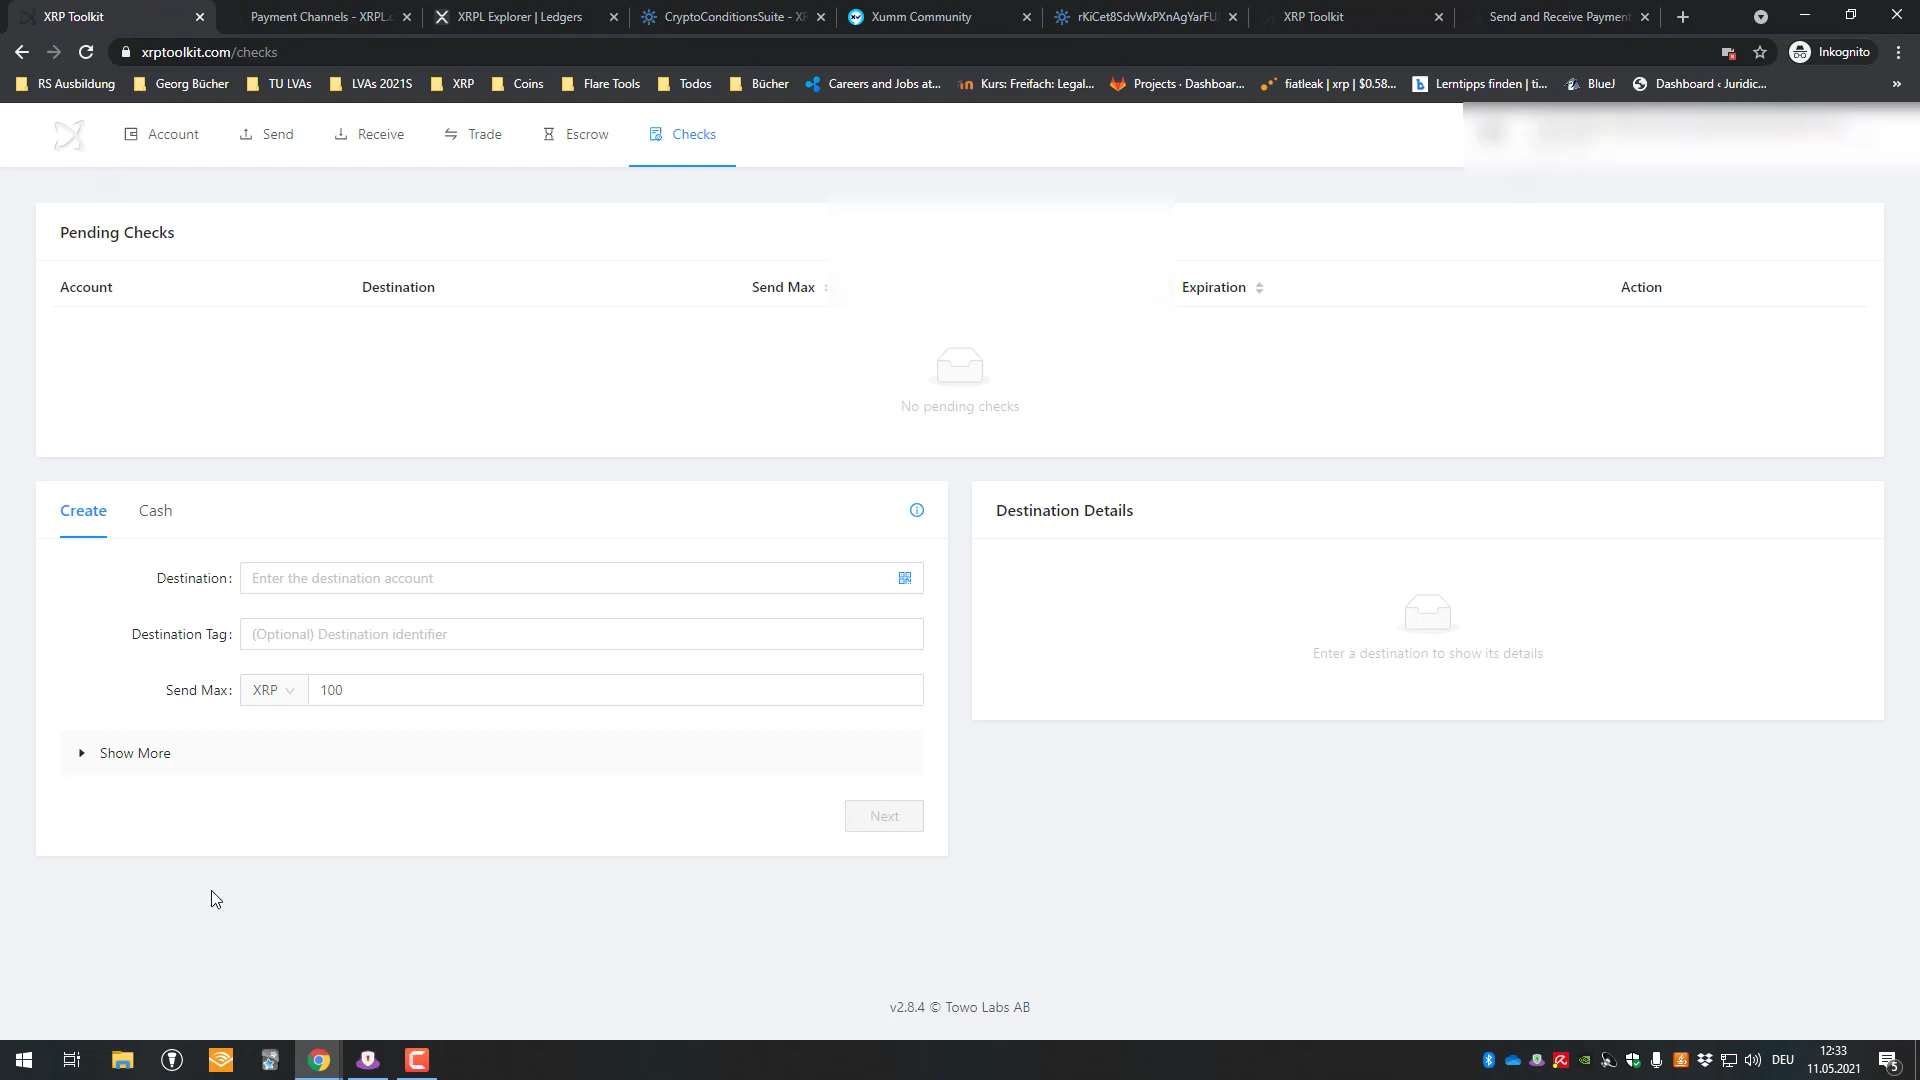 XRP Toolkit
Payment Channels - XRPL.
XRPL Explorer | Ledgers
CryptoConditionsSuite - XR
Xumm Community
rKiCet8SdvWxPXnAgYarFU
XRP Toolkit
Send and Receive Payment
xrptoolkit.com/checks
Inkognito
RS Ausbildung
Georg Bücher
TU LVAs
LVAs 2021S
XRP
Coins
Flare Tools
Todos
Bücher
Careers and Jobs at...
Kurs: Freifach: Legal...
Projects · Dashboar...
fiatleak | xrp | $0.58...
Lerntipps finden | ti...
BlueJ
Dashboard ‹ Juridic...
»
Account
Send
Receive
Trade
Escrow
Checks
Pending Checks
Account
Destination
Send Max
Expiration
Action
No pending checks
Create
Cash
Destination:
Enter the destination account
Destination Tag:
(Optional) Destination identifier
Send Max:
XRP
100
Show More
Next
Destination Details
Enter a destination to show its details
v2.8.4 © Towo Labs AB
DEU
12:33
11.05.2021
5